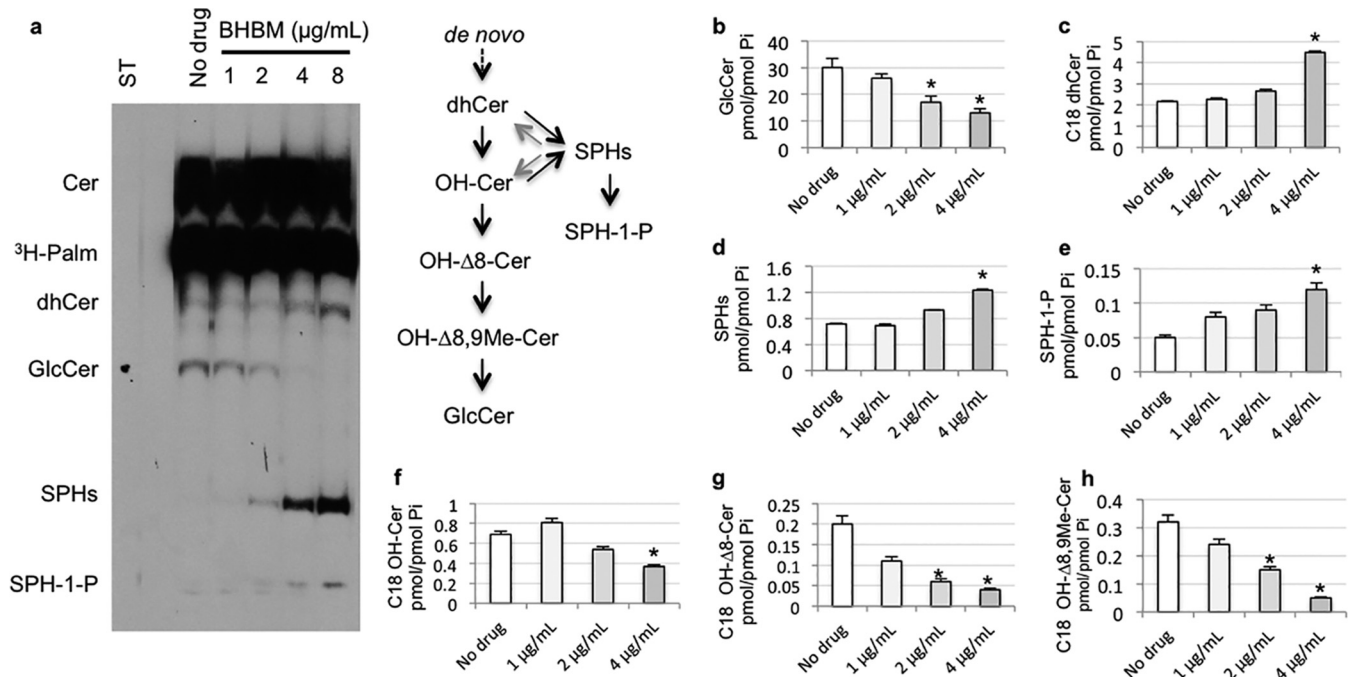 a
ST
No drug
BHBM (µg/mL)
1 2 4 8
Cer
³H-Palm
dhCer
GlcCer
SPHs
SPH-1-P
de novo
dhCer
SPHs
OH-Cer
SPH-1-P
OH-Δ8-Cer
OH-Δ8,9Me-Cer
GlcCer
b
GlcCer
pmol/pmol Pi
40
30
20
10
0
*
*
No drug
1 µg/mL
2 µg/mL
4 µg/mL
c
C18 dhCer
pmol/pmol Pi
5
4
3
2
1
0
*
No drug
1 µg/mL
2 µg/mL
4 µg/mL
d
SPHs
pmol/pmol Pi
1.6
1.2
0.8
0.4
0
*
No drug
1 µg/mL
2 µg/mL
4 µg/mL
e
SPH-1-P
pmol/pmol Pi
0.15
0.1
0.05
0
*
No drug
1 µg/mL
2 µg/mL
4 µg/mL
f
C18 OH-Cer
pmol/pmol Pi
1
0.8
0.6
0.4
0.2
0
*
No drug
1 µg/mL
2 µg/mL
4 µg/mL
g
C18 OH-Δ8-Cer
pmol/pmol Pi
0.25
0.2
0.15
0.1
0.05
0
*
*
No drug
1 µg/mL
2 µg/mL
4 µg/mL
h
C18 OH-Δ8,9Me-Cer
pmol/pmol Pi
0.4
0.3
0.2
0.1
0
*
*
No drug
1 µg/mL
2 µg/mL
4 µg/mL